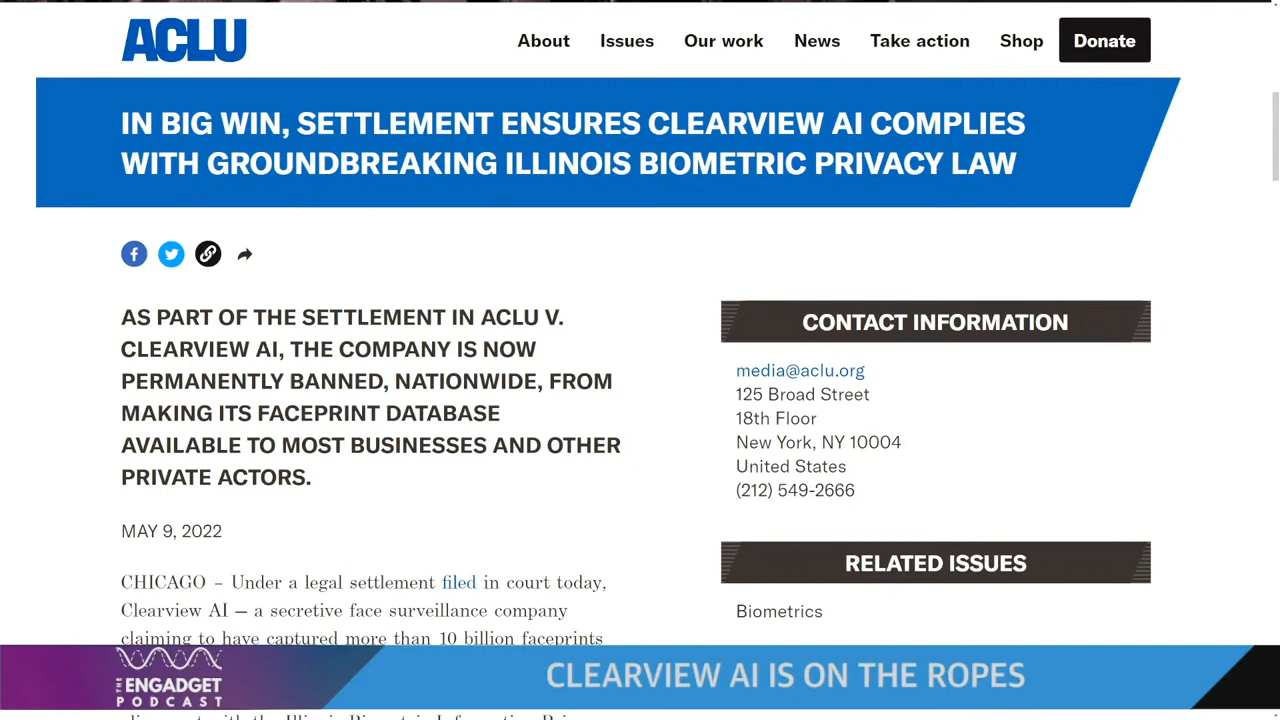 ACLU
About Issues Our work News Take action Shop Donate
IN BIG WIN, SETTLEMENT ENSURES CLEARVIEW AI COMPLIES
WITH GROUNDBREAKING ILLINOIS BIOMETRIC PRIVACY LAW
AS PART OF THE SETTLEMENT IN ACLU V.
CLEARVIEW AI, THE COMPANY IS NOW
PERMANENTLY BANNED, NATIONWIDE, FROM
MAKING ITS FACEPRINT DATABASE
AVAILABLE TO MOST BUSINESSES AND OTHER
PRIVATE ACTORS.
MAY 9, 2022
CHICAGO – Under a legal settlement filed in court today,
Clearview AI — a secretive face surveillance company
claiming to have captured more than 10 billion faceprints
CONTACT INFORMATION
media@aclu.org
125 Broad Street
18th Floor
New York, NY 10004
United States
(212) 549-2666
RELATED ISSUES
Biometrics
THE
ENGADGET
PODCAST
CLEARVIEW AI IS ON THE ROPES